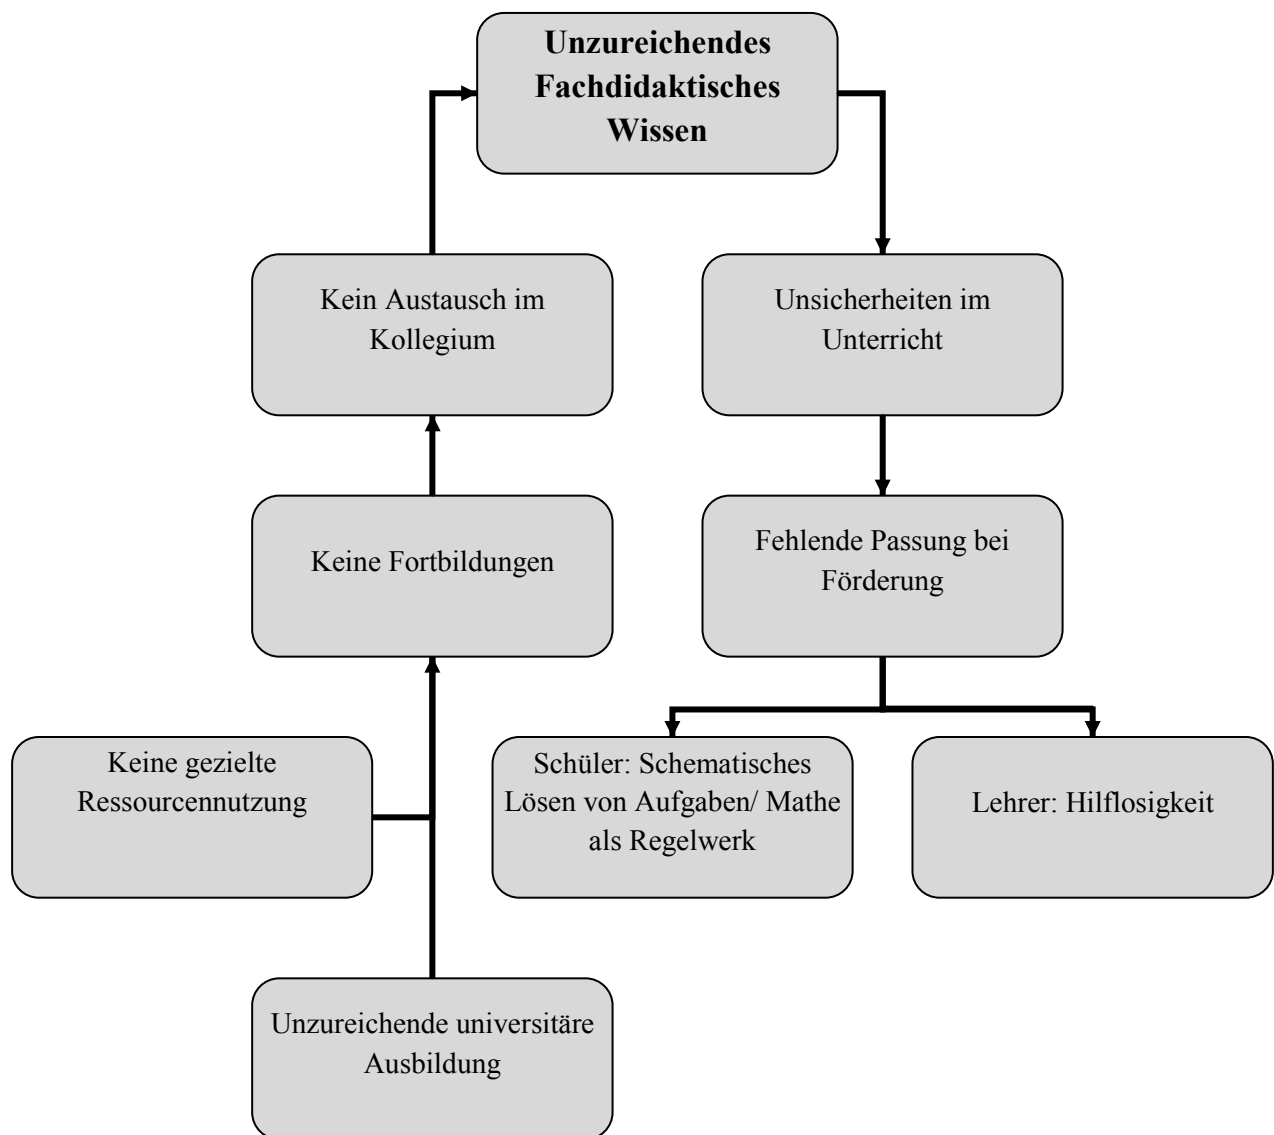 Unzureichendes
Fachdidaktisches
Wissen
Kein Austausch im
Kollegium
Unsicherheiten im
Unterricht
Keine Fortbildungen
Fehlende Passung bei
Förderung
Keine gezielte
Ressourcennutzung
Schüler: Schematisches
Lösen von Aufgaben/ Mathe
als Regelwerk
Lehrer: Hilflosigkeit
Unzureichende universitäre
Ausbildung